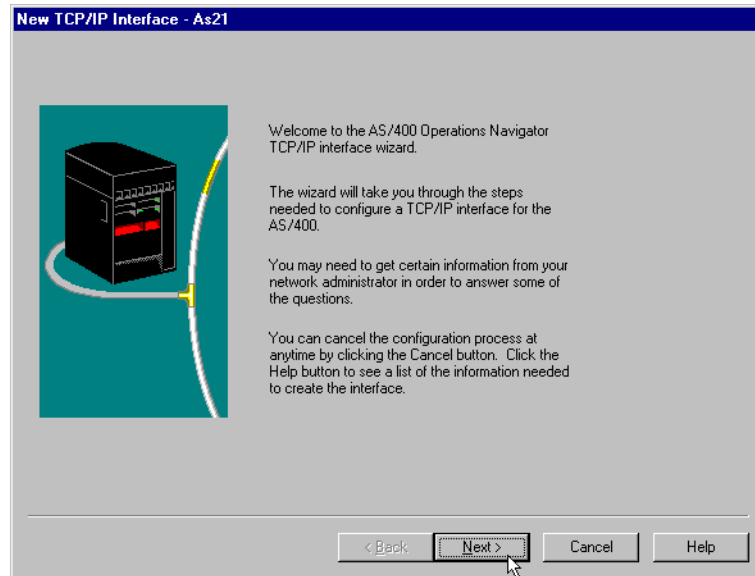 New TCP/IP Interface - As21
Welcome to the AS/400 Operations Navigator
TCP/IP interface wizard.
The wizard will take you through the steps
needed to configure a TCP/IP interface for the
AS/400.
You may need to get certain information from your
network administrator in order to answer some of
the questions.
You can cancel the configuration process at
anytime by clicking the Cancel button.  Click the
Help button to see a list of the information needed
to create the interface.
< Back
Next >
Cancel
Help